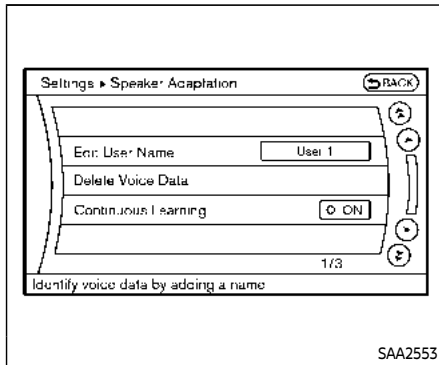 Settings ▸ Speaker Adaptation BACK
Edit User Name User 1
Delete Voice Data
Continuous Learning ON
1/3
Identify voice data by adding a name
SAA2553